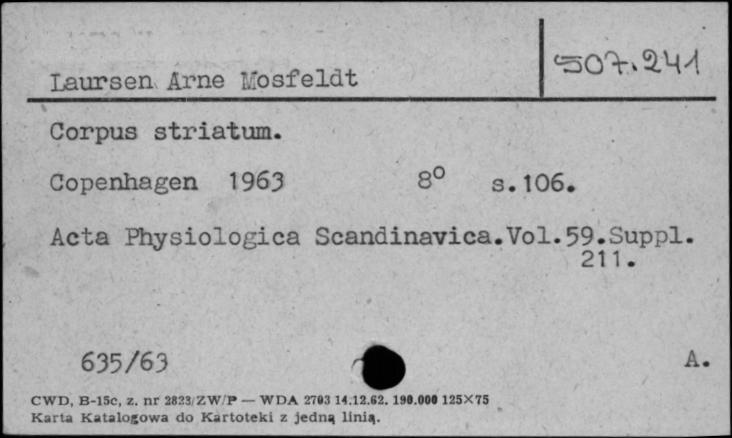 507.241
Laursen Arne Mosfeldt
Corpus striatum.
Copenhagen 1963 8° s.106.
Acta Physiologica Scandinavica.Vol.59.Suppl.
211.
635/63 A.
CWD, B-15c, z. nr 2823/ZW/P — WDA 2703 14.12.62. 190.000 125×75
Karta Katalogowa do Kartoteki z jedną linią.